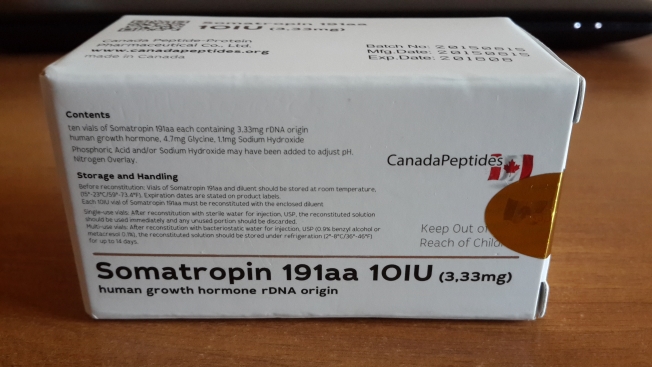 Somatropin 191aa
10IU (3,33mg)
Canada Peptide-Protein
Pharmaceutical Co., Ltd.
www.canadapeptides.org
made in Canada
Batch No: 20150815
Mfg.Date: 20150815
Exp.Date: 201808
Contents
ten vials of Somatropin 191aa each containing 3.33mg rDNA origin
human growth hormone, 4.7mg Glycine, 1.1mg Sodium Hydroxide
Phosphoric Acid and/or Sodium Hydroxide may have been added to adjust pH.
Nitrogen Overlay.
Storage and Handling
Before reconstitution: Vials of Somatropin 191aa and diluent should be stored at room temperature,
(15°-23°C/59°-73.4°F). Expiration dates are stated on product labels.
Each 10IU vial of Somatropin 191aa must be reconstituted with the enclosed diluent
Single-use vials: After reconstitution with sterile water for injection, USP, the reconstituted solution
should be used immediately and any unused portion should be discarded.
Multi-use vials: After reconstitution with bacteriostatic water for injection, USP (0.9% benzyl alcohol or
metacresol 0.1%), the reconstituted solution should be stored under refrigeration (2°-8°C/36°-46°F)
for up to 14 days.
CanadaPeptides
Keep Out of
Reach of Child
Somatropin 191aa 10IU (3,33mg)
human growth hormone rDNA origin